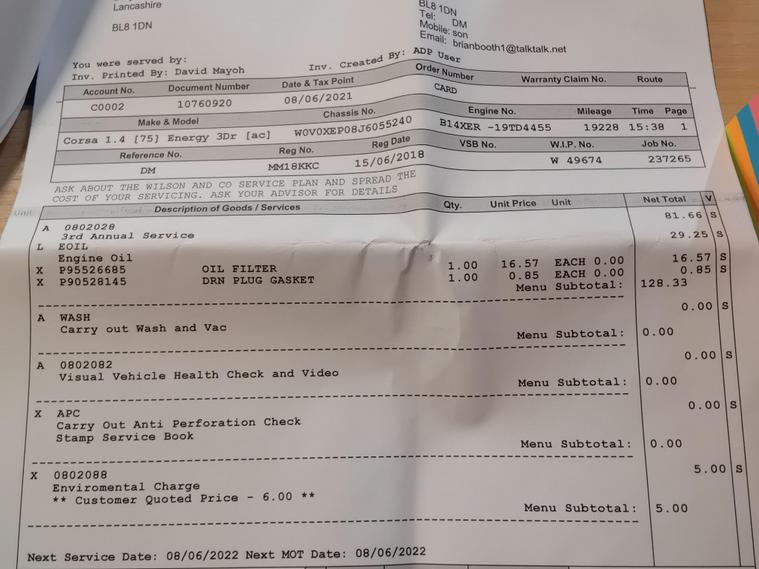 Lancashire
BL8 1DN
BL8 1DN
Tel: DM
Mobile: son
Email: brianbooth1@talktalk.net
You were served by:
Inv. Printed By: David Mayoh Inv. Created By: ADP User
Account No. Document Number Date & Tax Point Order Number Warranty Claim No. Route
C0002 10760920 08/06/2021 CARD
Make & Model Chassis No. Engine No. Mileage Time Page
Corsa 1.4 [75] Energy 3Dr [ac] W0V0XEP08J6055240 B14XER -19TD4455 19228 15:38 1
Reference No. Reg No. Reg Date VSB No. W.I.P. No. Job No.
DM MM18KKC 15/06/2018 W 49674 237265
ASK ABOUT THE WILSON AND CO SERVICE PLAN AND SPREAD THE
COST OF YOUR SERVICING. ASK YOUR ADVISOR FOR DETAILS
Description of Goods / Services Qty. Unit Price Unit Net Total V
A 0802028 81.66 S
3rd Annual Service
L EOIL 29.25 S
Engine Oil
X P95526685 OIL FILTER 1.00 16.57 EACH 0.00 16.57 S
X P90528145 DRN PLUG GASKET 1.00 0.85 EACH 0.00 0.85 S
Menu Subtotal: 128.33
A WASH 0.00 S
Carry out Wash and Vac
Menu Subtotal: 0.00
A 0802082 0.00 S
Visual Vehicle Health Check and Video
Menu Subtotal: 0.00
X APC 0.00 S
Carry Out Anti Perforation Check
Stamp Service Book
Menu Subtotal: 0.00
X 0802088 5.00 S
Enviromental Charge
** Customer Quoted Price - 6.00 **
Menu Subtotal: 5.00
Next Service Date: 08/06/2022 Next MOT Date: 08/06/2022